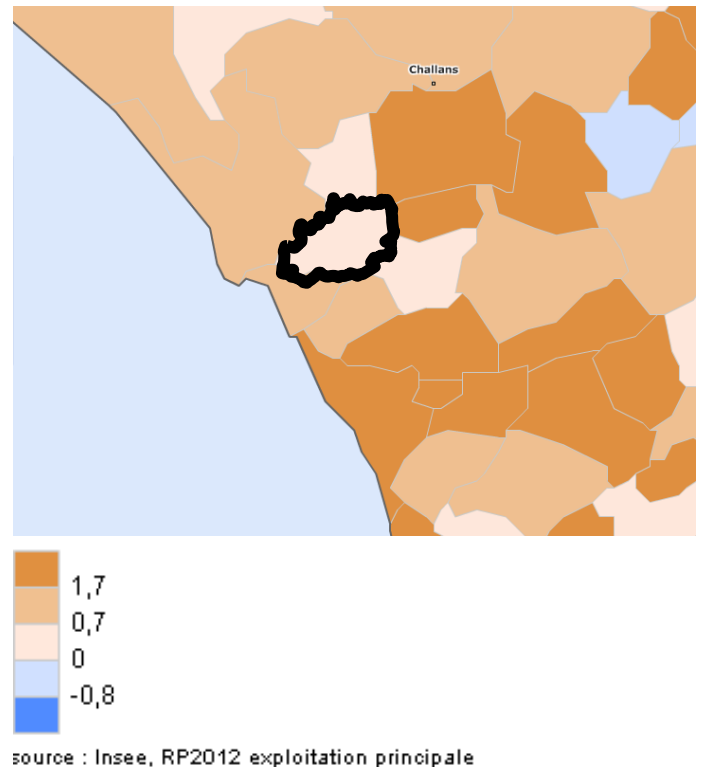 Challans
1,7
0,7
0
-0,8
source : Insee, RP2012 exploitation principale